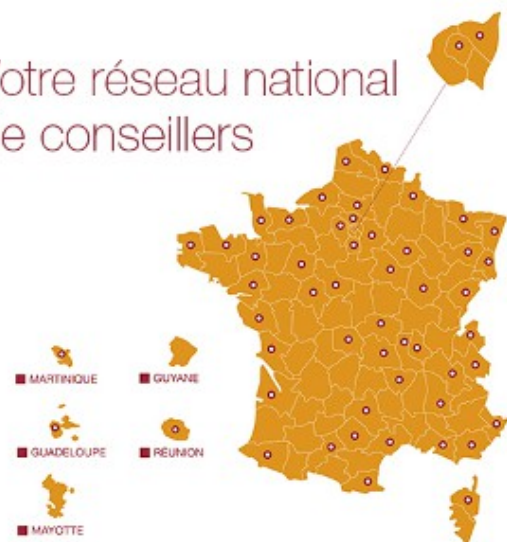 otre réseau national
e conseillers
MARTINIQUE
GUYANE
GUADELOUPE
RÉUNION
MAYOTTE